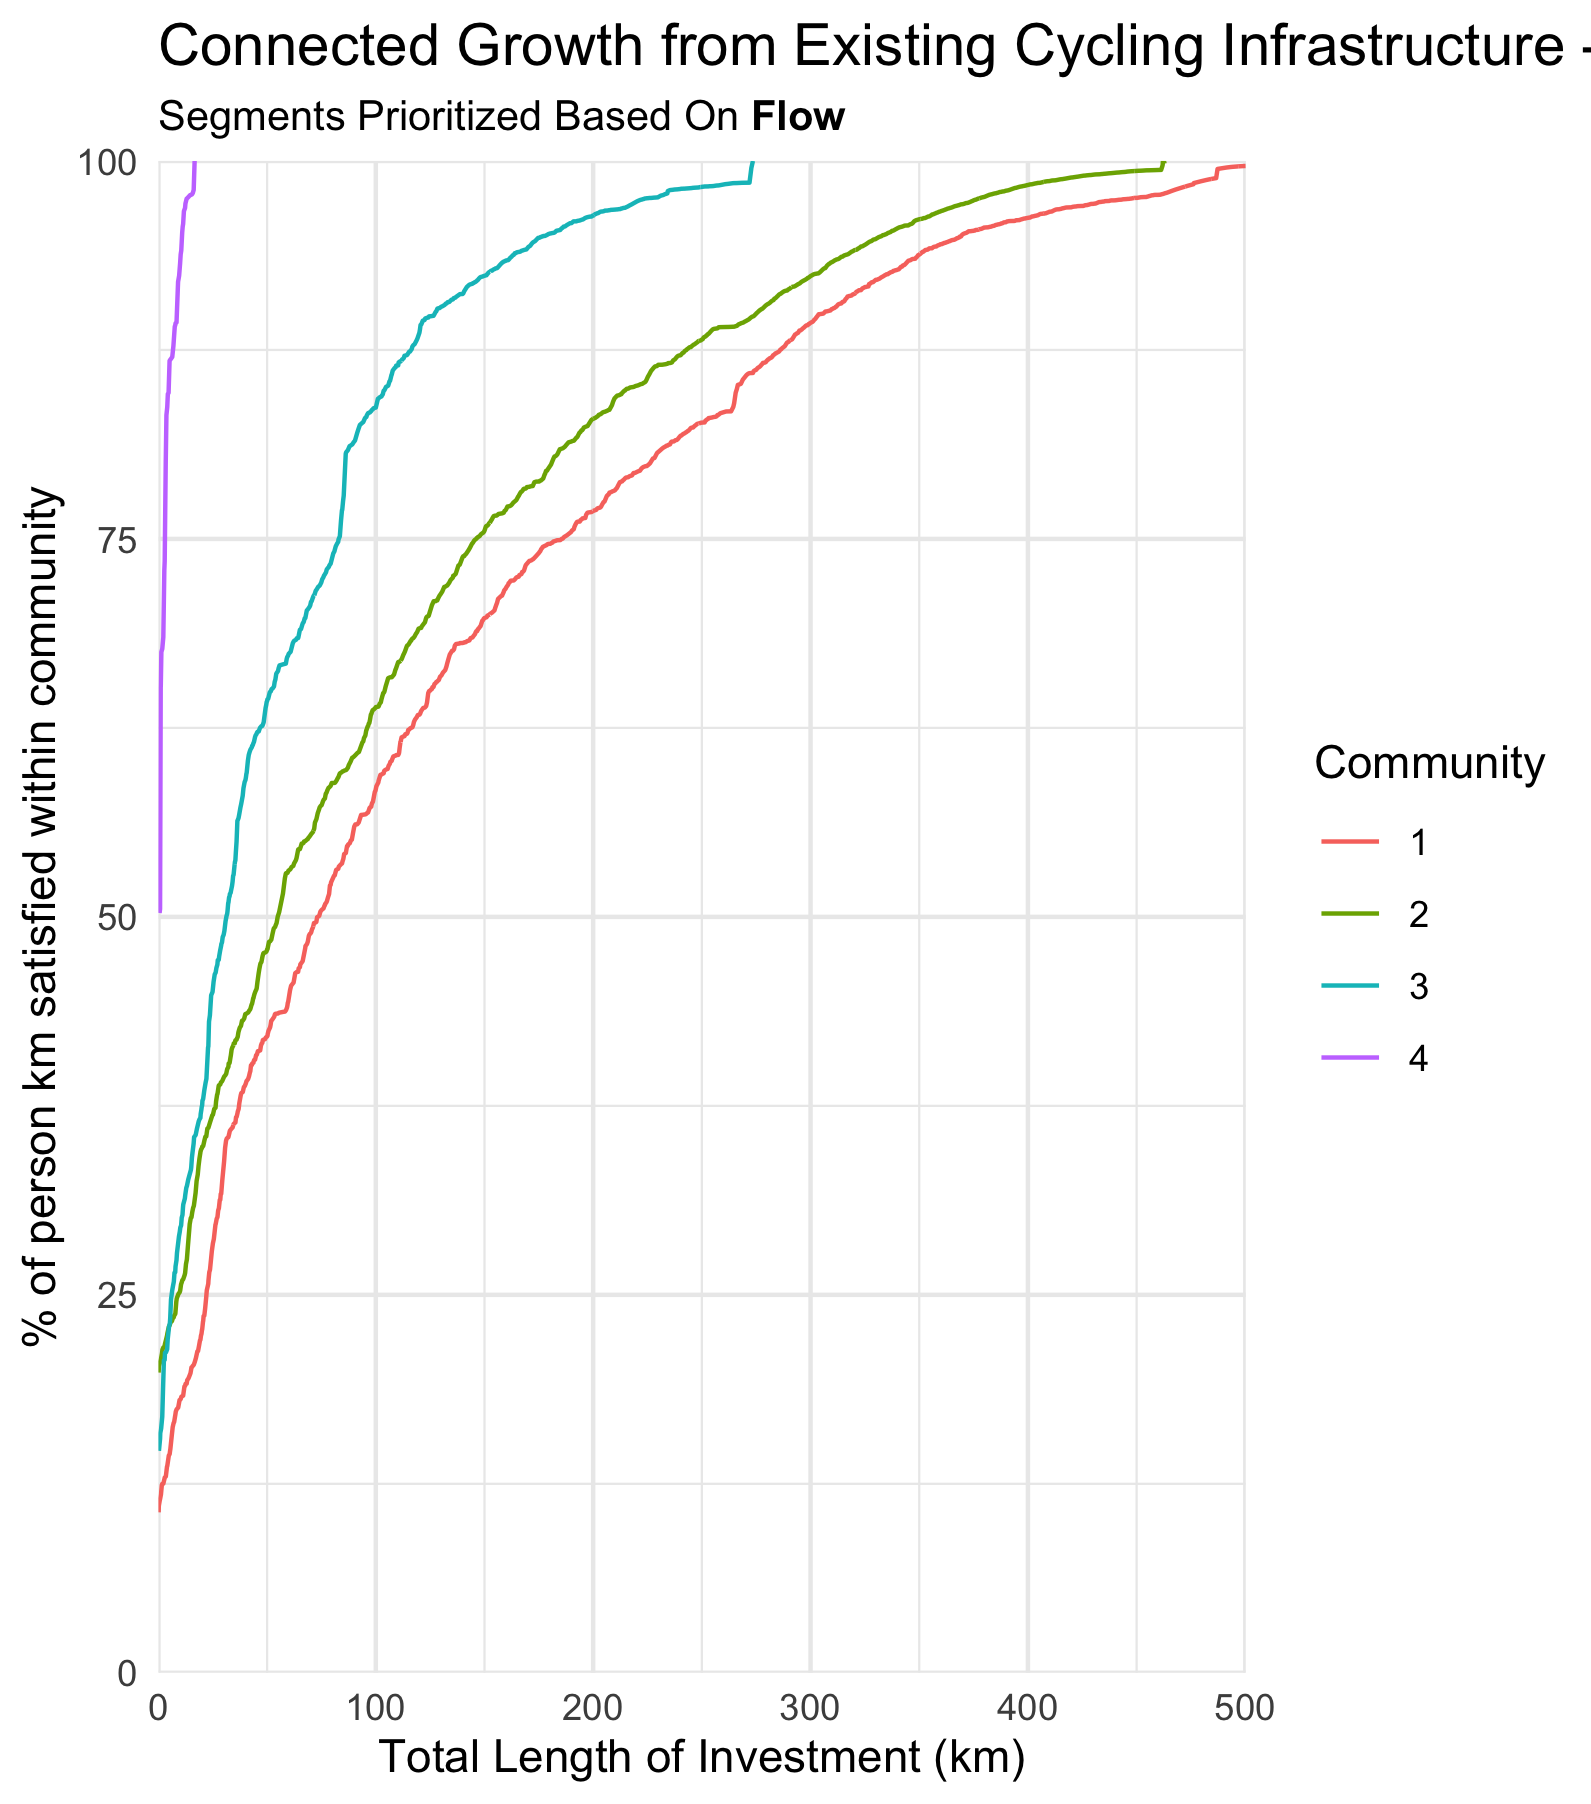 Connected Growth from Existing Cycling Infrastructure -
Segments Prioritized Based On Flow
% of person km satisfied within community
100
75
50
25
0
0 100 200 300 400 500
Total Length of Investment (km)
Community
1
2
3
4